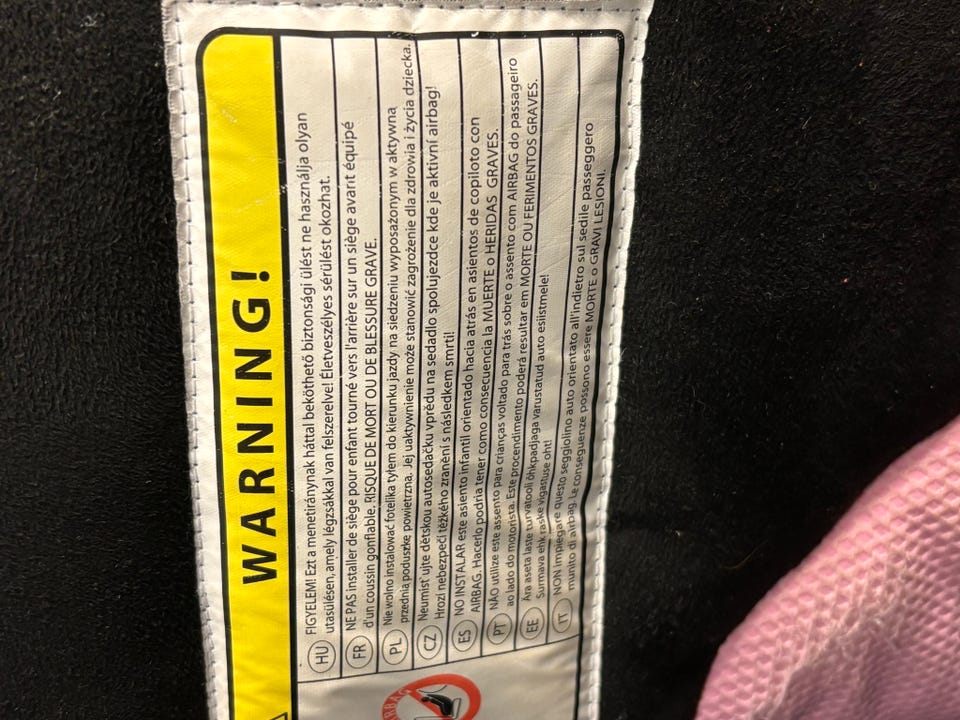 WARNING!
HU FIGYELEM! Ezt a menetiránynak háttal beköthető biztonsági ülést ne használja olyan
utasülésen, amely légzsákkal van felszerelve! Életveszélyes sérülést okozhat.
FR NE PAS installer de siège pour enfant tourné vers l'arrière sur un siège avant équipé
d'un coussin gonflable. RISQUE DE MORT OU DE BLESSURE GRAVE.
PL Nie wolno instalować fotelika tyłem do kierunku jazdy na siedzeniu wyposażonym w aktywną
przednia poduszkę powietrzna. Jej uaktywnienie może stanowić zagrożenie dla zdrowia i życia dziecka.
CZ Neumist'ujte dětskou autosedačku vprědu na sedadlo spolujezdce kde je aktivní airbag!
Hrozí nebezpečí těžkého zranění s následkem smrti!
ES NO INSTALAR este asiento infantil orientado hacia atrás en asientos de copiloto con
AIRBAG. Hacerlo podria tener como consecuencia la MUERTE o HERIDAS GRAVES.
PT NÃO utilize este assento para crianças voltado para trás sobre o assento com AIRBAG do passageiro
ao lado do motorista. Este procendimento poderá resultar em MORTE OU FERIMENTOS GRAVES.
EE Ära aseta laste turvatooli õhkpadjaga varustatud auto esiistmele!
Surmava ehk raske vigastuse oht!
IT NON impiegare questo seggiolino auto orientato all'indietro sul sedile passeggero
munito di airbag. Le conseguenze possono essere MORTE o GRAVI LESIONI.
AIRBAG